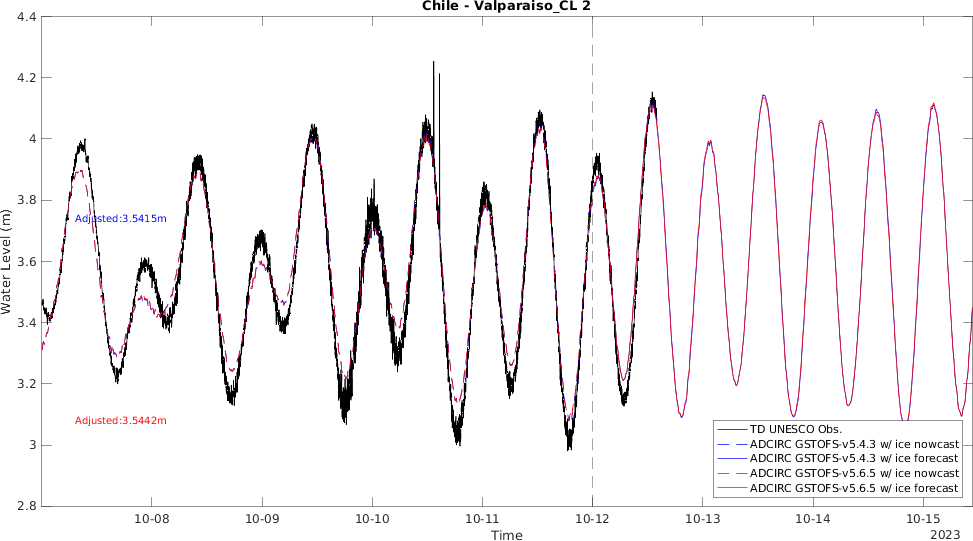 Chile - Valparaiso_CL 2
4.4
4.2
4
3.8
3.6
3.4
3.2
3
2.8
Water Level (m)
Adjusted:3.5415m
Adjusted:3.5442m
TD UNESCO Obs.
ADCIRC GSTOFS-v5.4.3 w/ ice nowcast
ADCIRC GSTOFS-v5.4.3 w/ ice forecast
ADCIRC GSTOFS-v5.6.5 w/ ice nowcast
ADCIRC GSTOFS-v5.6.5 w/ ice forecast
10-08 10-09 10-10 10-11 10-12 10-13 10-14 10-15
Time
2023